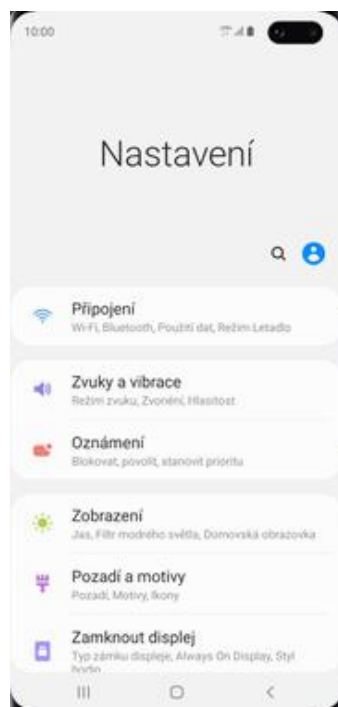 10:00
Nastavení
Připojení
Wi-Fi, Bluetooth, Použití dat, Režim Letadlo
Zvuky a vibrace
Režim zvuku, Zvonění, Hlasitost
Oznámení
Blokovat, povolit, stanovit prioritu
Zobrazení
Jas, Filtr modrého světla, Domovská obrazovka
Pozadí a motivy
Pozadí, Motivy, Ikony
Zamknout displej
Typ zámku displeje, Always On Display, Styl
hodin